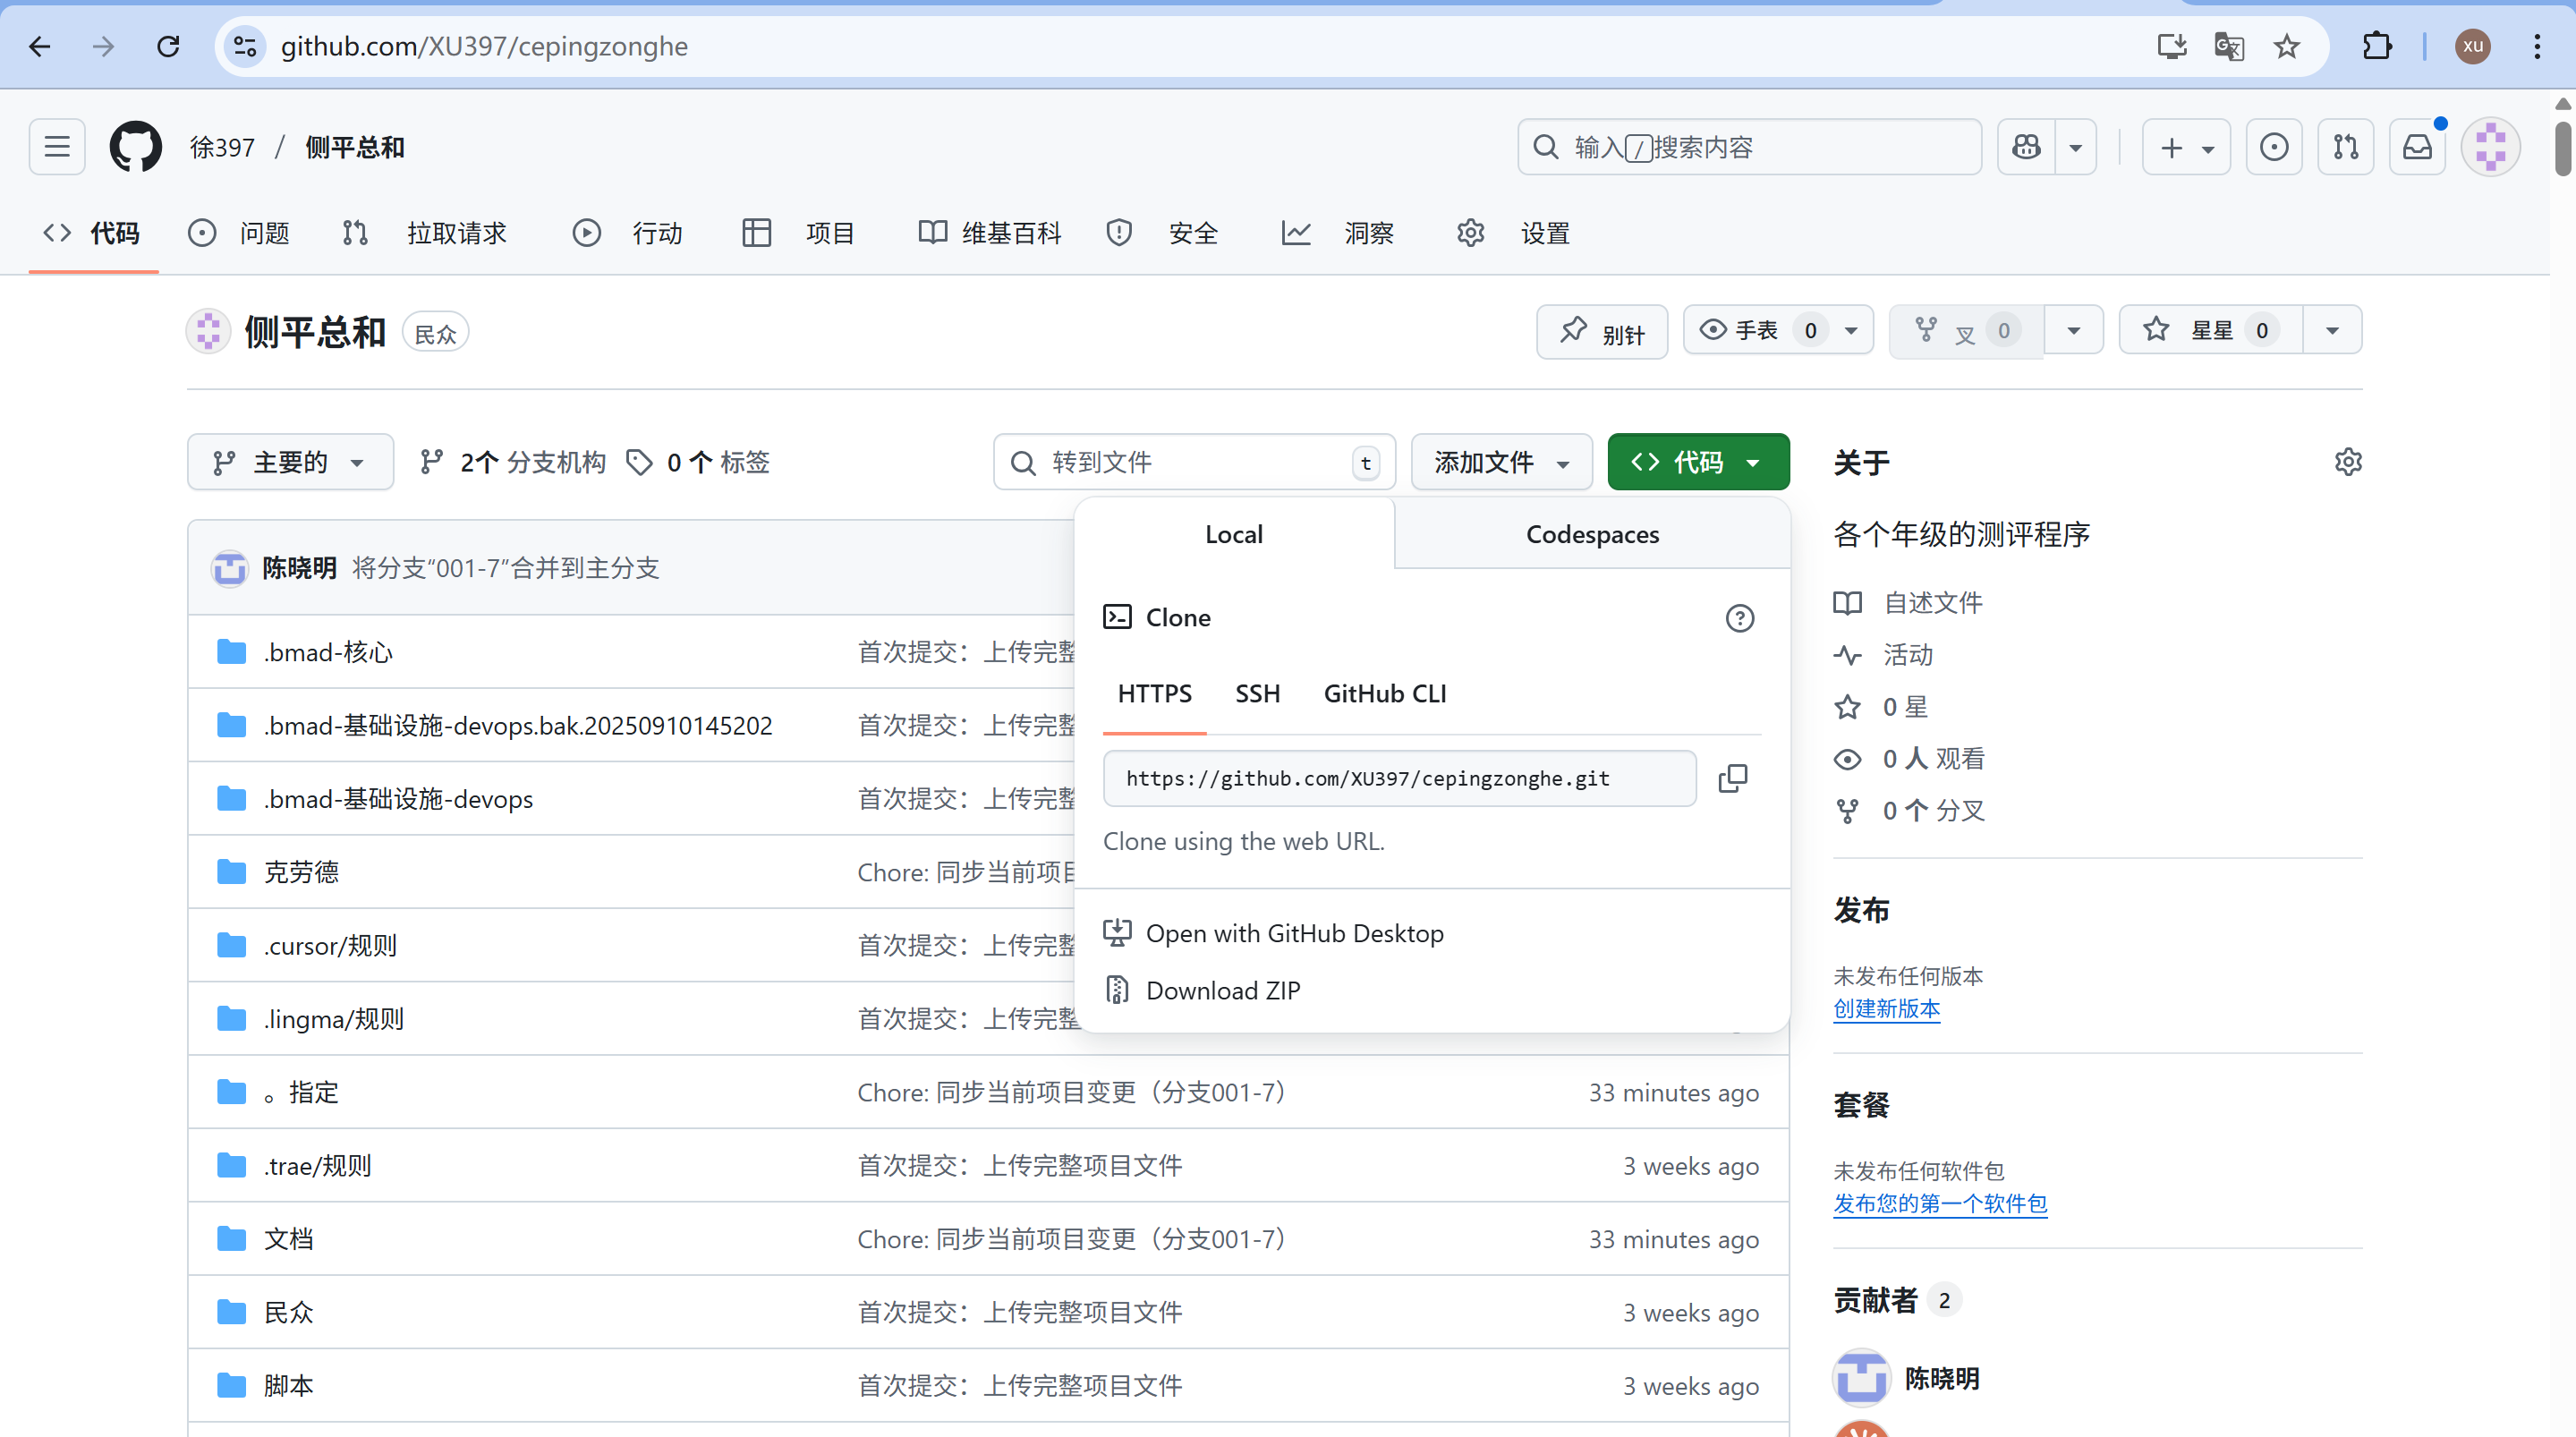 github.com/XU397/cepingzonghe
xu
徐397 / 侧平总和
输入 / 搜索内容
代码
问题
拉取请求
行动
项目
维基百科
安全
洞察
设置
侧平总和 民众
别针
手表 0
叉 0
星星 0
主要的
2个 分支机构
0 个 标签
转到文件 t
添加文件
代码
关于
各个年级的测评程序
自述文件
活动
0 星
0 人 观看
0 个 分叉
发布
未发布任何版本
创建新版本
套餐
未发布任何软件包
发布您的第一个软件包
贡献者 2
陈晓明
Local
Codespaces
Clone
HTTPS
SSH
GitHub CLI
https://github.com/XU397/cepingzonghe.git
Clone using the web URL.
Open with GitHub Desktop
Download ZIP
陈晓明 将分支“001-7”合并到主分支
.bmad-核心 首次提交：上传完整
.bmad-基础设施-devops.bak.20250910145202 首次提交：上传完整
.bmad-基础设施-devops 首次提交：上传完整
克劳德 Chore: 同步当前项目
.cursor/规则 首次提交：上传完整
.lingma/规则 首次提交：上传完整
。指定 Chore: 同步当前项目变更（分支001-7） 33 minutes ago
.trae/规则 首次提交：上传完整项目文件 3 weeks ago
文档 Chore: 同步当前项目变更（分支001-7） 33 minutes ago
民众 首次提交：上传完整项目文件 3 weeks ago
脚本 首次提交：上传完整项目文件 3 weeks ago